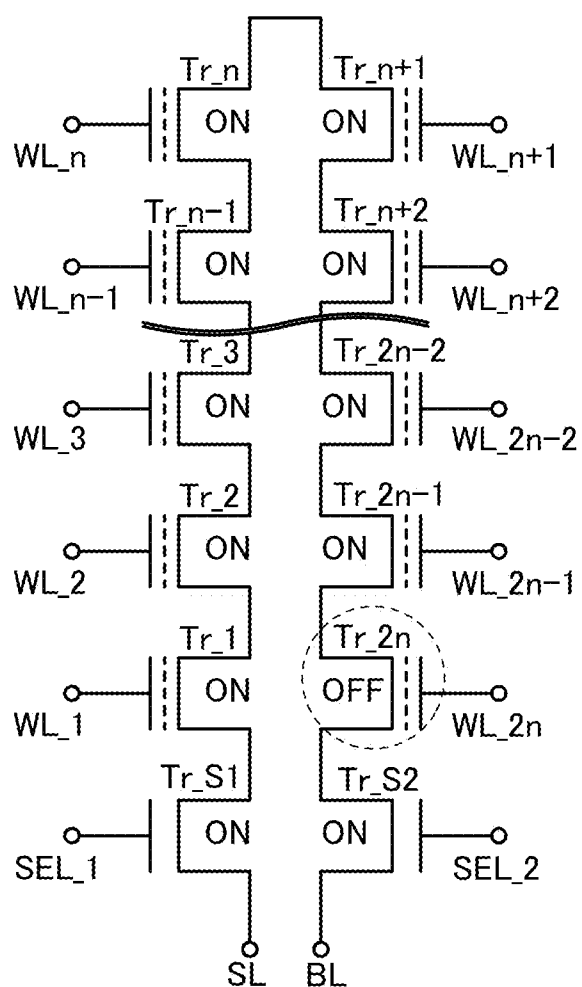 Tr_n Tr_n+1
ON ON
WL_n WL_n+1
Tr_n-1 Tr_n+2
ON ON
WL_n-1 WL_n+2
Tr_3 Tr_2n-2
ON ON
WL_3 WL_2n-2
Tr_2 Tr_2n-1
ON ON
WL_2 WL_2n-1
Tr_1 Tr_2n
ON OFF
WL_1 WL_2n
Tr_S1 Tr_S2
ON ON
SEL_1 SEL_2
SL BL